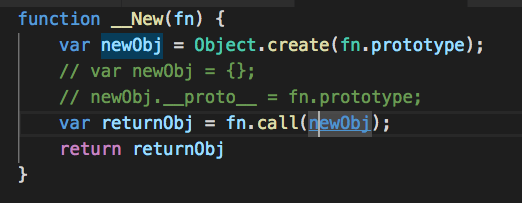 function __New(fn) {
    var newObj = Object.create(fn.prototype);
    // var newObj = {};
    // newObj.__proto__ = fn.prototype;
    var returnObj = fn.call(newObj);
    return returnObj
}